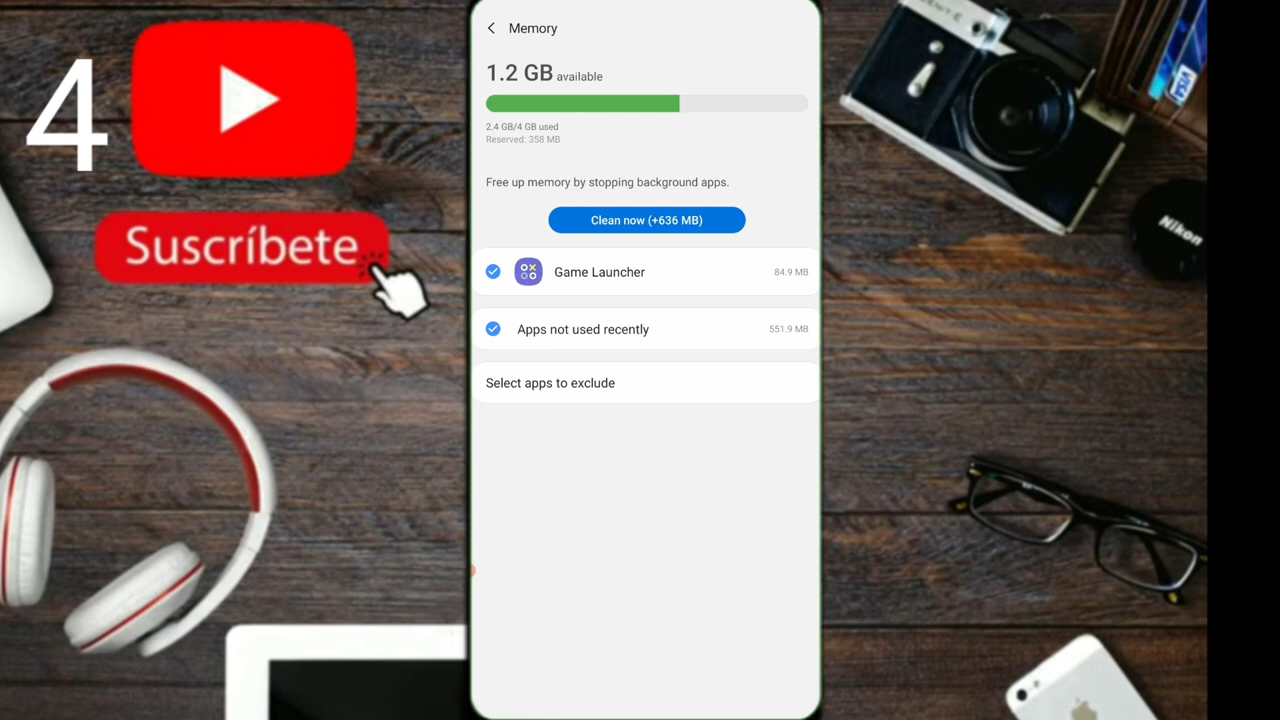 4
Suscríbete
Memory
1.2 GB available
2.4 GB/4 GB used
Reserved: 358 MB
Free up memory by stopping background apps.
Clean now (+636 MB)
Game Launcher 84.9 MB
Apps not used recently 551.9 MB
Select apps to exclude
Nikon
VISA